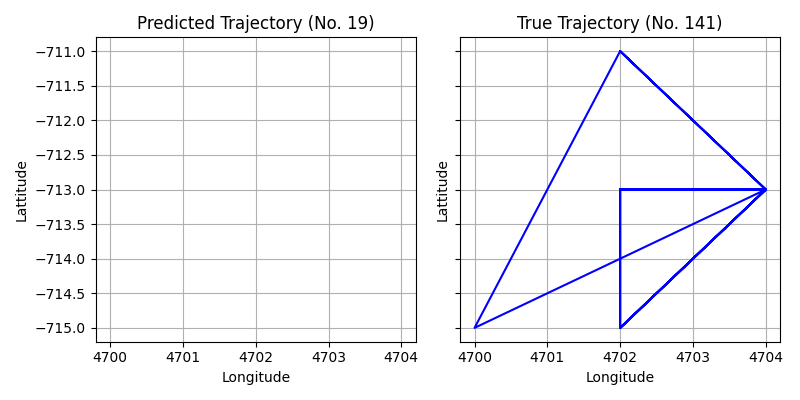 Predicted Trajectory (No. 19)
True Trajectory (No. 141)
Lattitude
−711.0
−711.5
−712.0
−712.5
−713.0
−713.5
−714.0
−714.5
−715.0
4700 4701 4702 4703 4704
Longitude
Lattitude
4700 4701 4702 4703 4704
Longitude